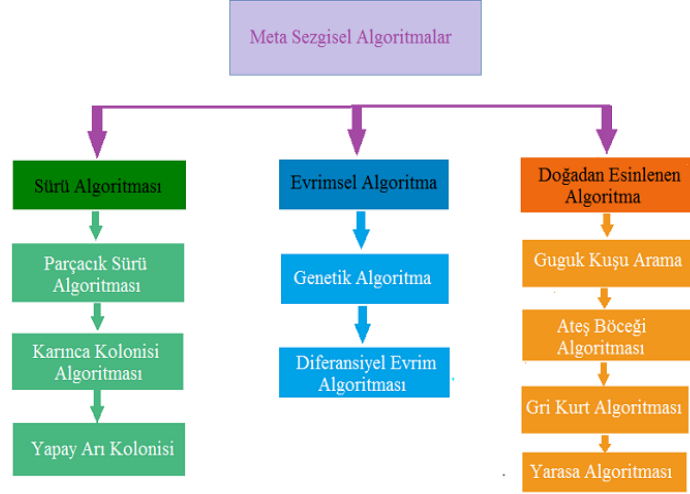 Meta Sezgisel Algoritmalar
Sürü Algoritması
Parçacık Sürü
Algoritması
Karınca Kolonisi
Algoritması
Yapay Arı Kolonisi
Evrimsel Algoritma
Genetik Algoritma
Diferansiyel Evrim
Algoritması
Doğadan Esinlenen
Algoritma
Guguk Kuşu Arama
Ateş Böceği
Algoritması
Gri Kurt Algoritması
Yarasa Algoritması